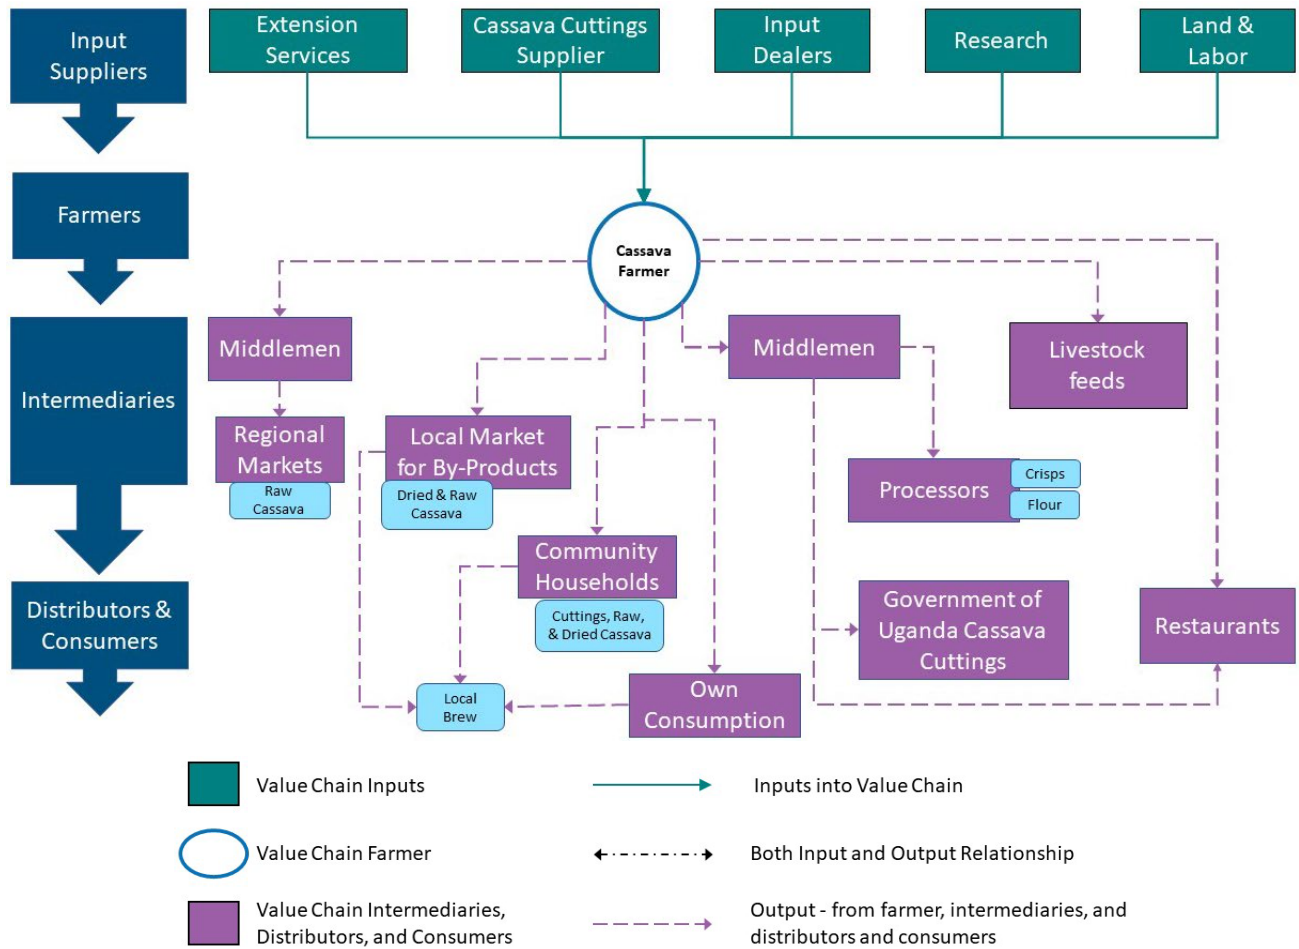 Input
Suppliers
Extension
Services
Cassava Cuttings
Supplier
Input
Dealers
Research
Land &
Labor
Farmers
Cassava
Farmer
Intermediaries
Middlemen
Middlemen
Livestock
feeds
Regional
Markets
Raw
Cassava
Local Market
for By-Products
Dried & Raw
Cassava
Processors
Crisps
Flour
Community
Households
Cuttings, Raw,
& Dried Cassava
Distributors &
Consumers
Government of
Uganda Cassava
Cuttings
Restaurants
Local
Brew
Own
Consumption
Value Chain Inputs
Inputs into Value Chain
Value Chain Farmer
Both Input and Output Relationship
Value Chain Intermediaries,
Distributors, and Consumers
Output - from farmer, intermediaries, and
distributors and consumers